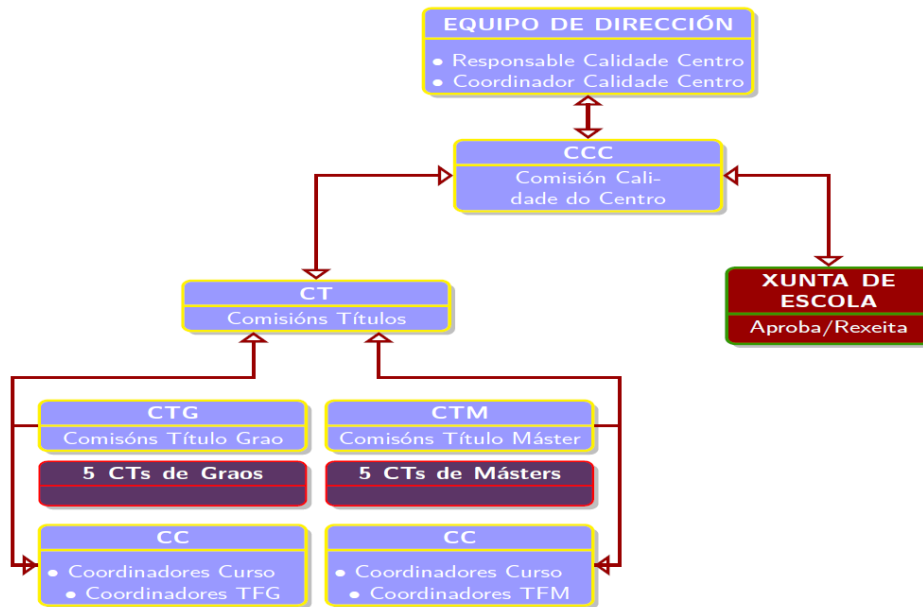 EQUIPO DE DIRECCIÓN
• Responsable Calidade Centro
• Coordinador Calidade Centro
CCC
Comisión Cali-
dade do Centro
CT
Comisións Títulos
XUNTA DE
ESCOLA
Aproba/Rexeita
CTG
Comisóns Título Grao
CTM
Comisóns Título Máster
5 CTs de Graos
5 CTs de Másters
CC
• Coordinadores Curso
• Coordinadores TFG
CC
• Coordinadores Curso
• Coordinadores TFM